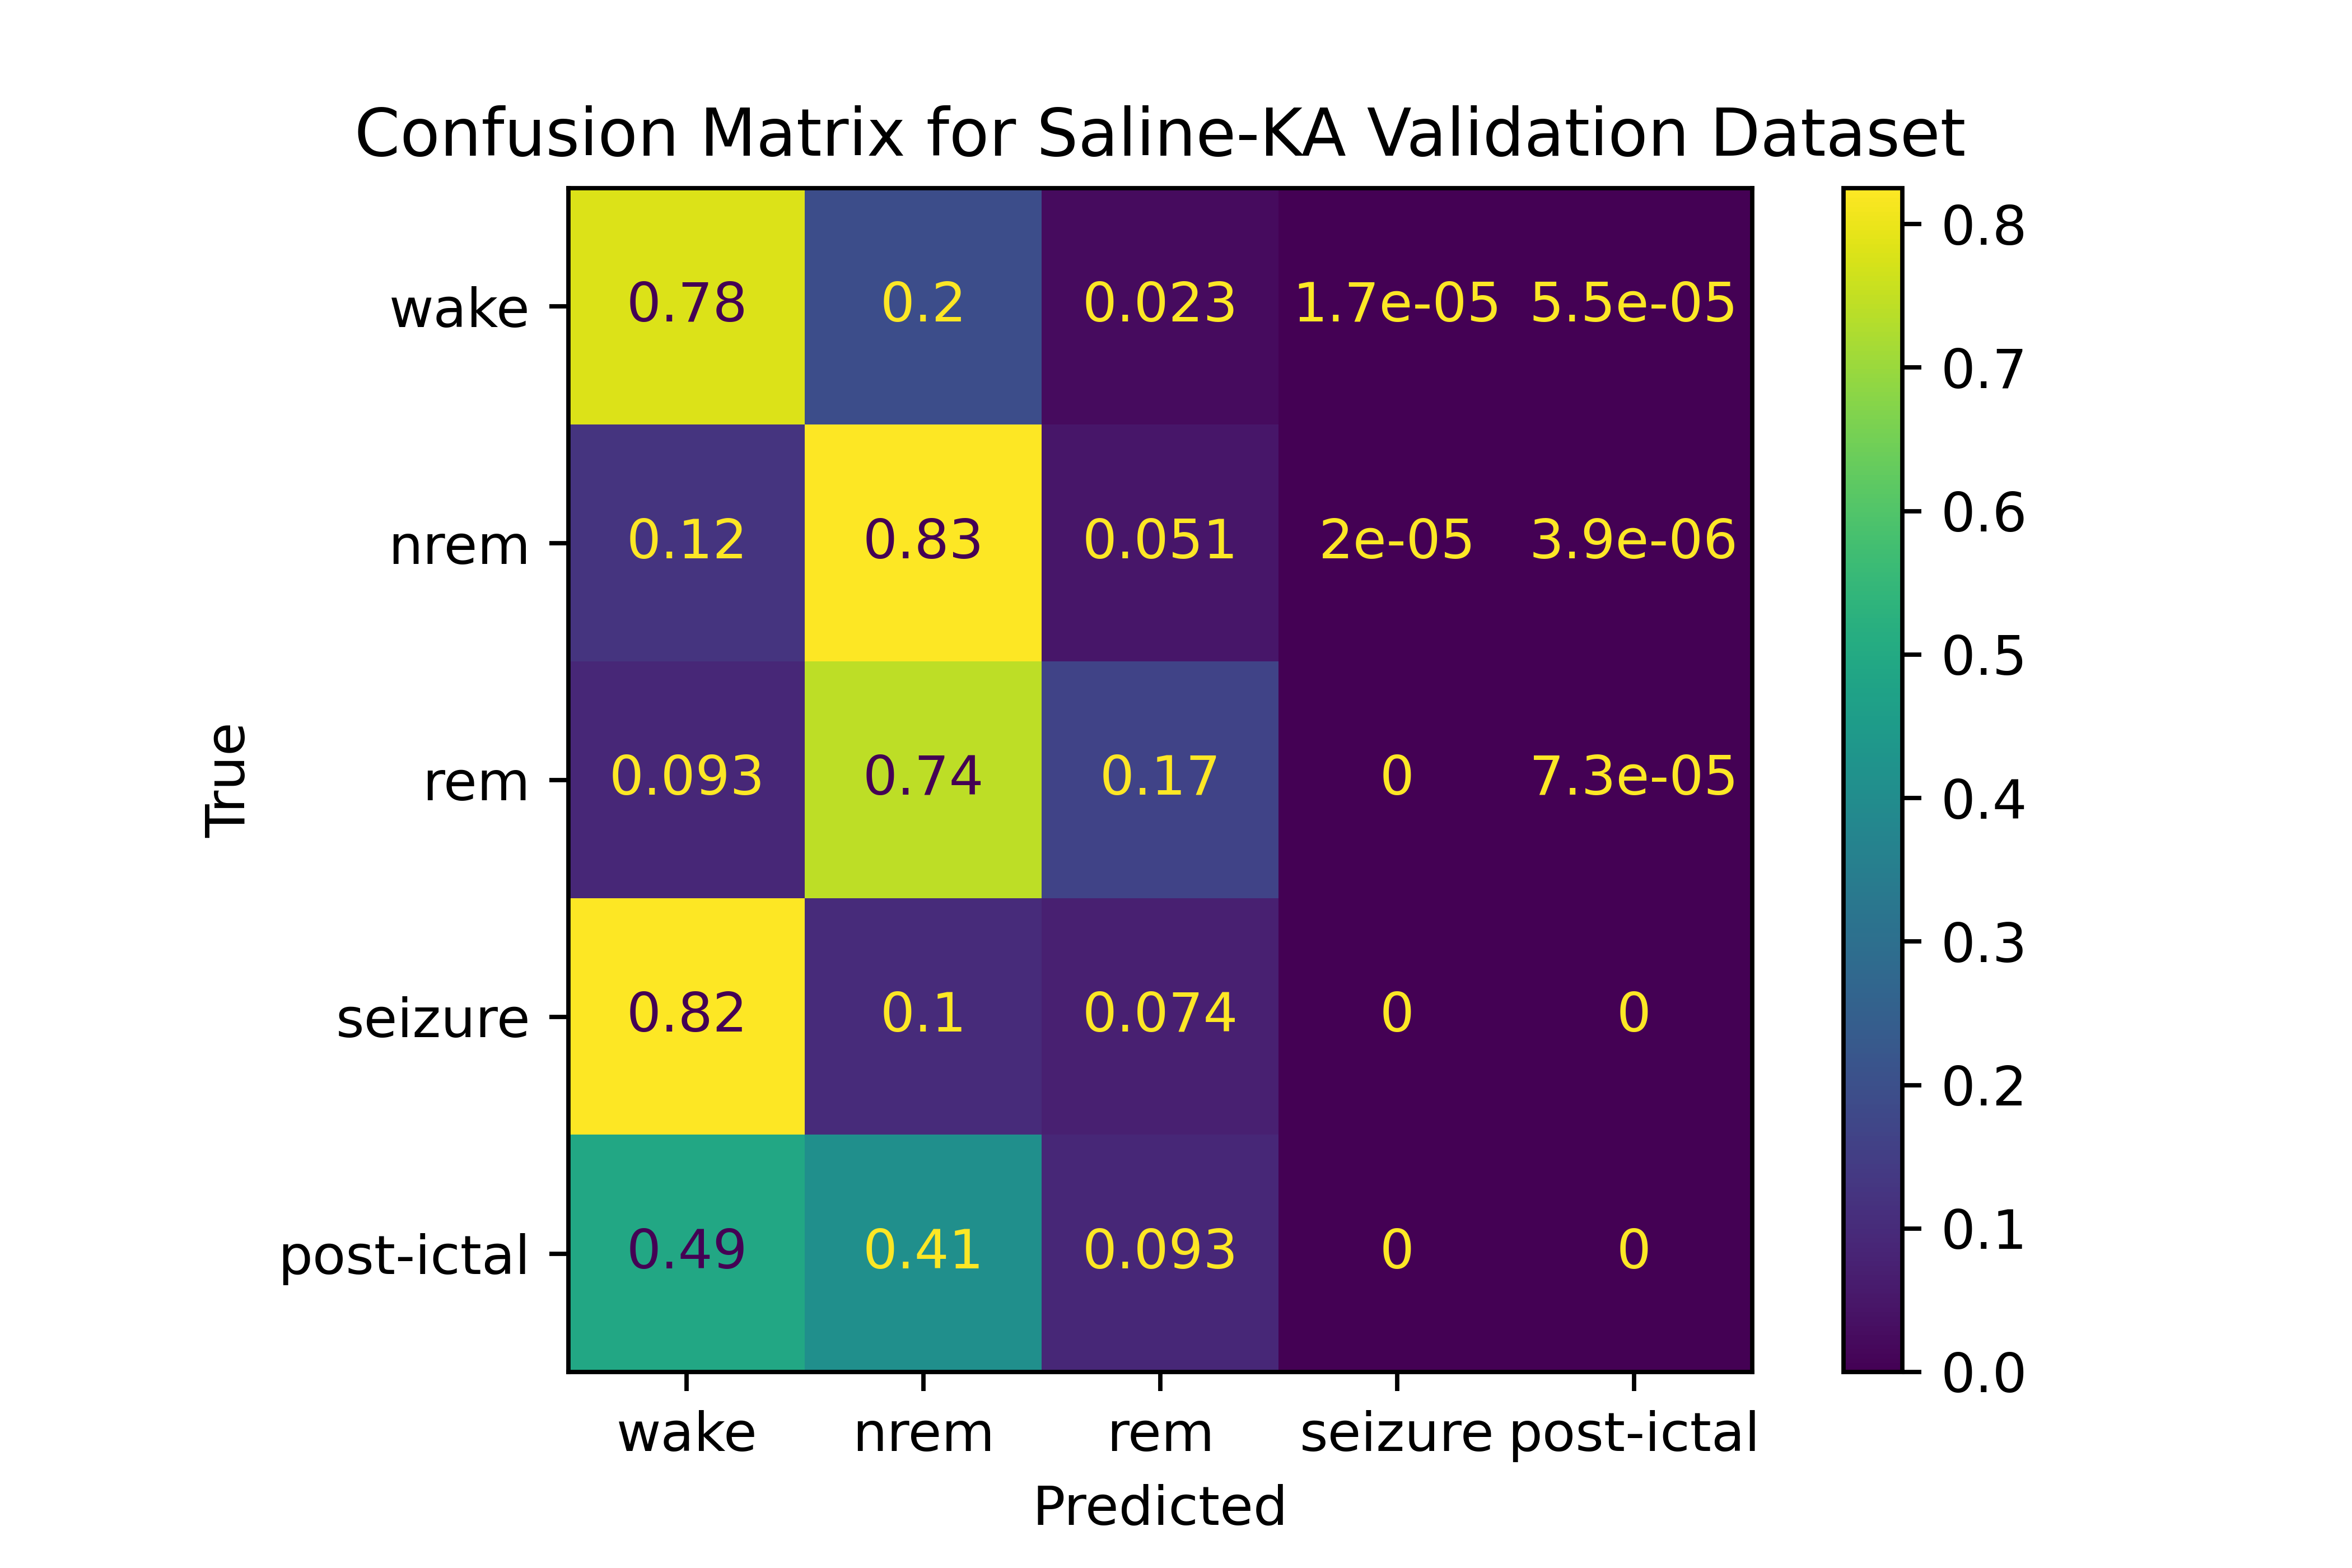 Confusion Matrix for Saline-KA Validation Dataset
wake 0.78 0.2 0.023 1.7e-05 5.5e-05
nrem 0.12 0.83 0.051 2e-05 3.9e-06
rem 0.093 0.74 0.17 0 7.3e-05
seizure 0.82 0.1 0.074 0 0
post-ictal 0.49 0.41 0.093 0 0
True
wake nrem rem seizure post-ictal
Predicted
0.8
0.7
0.6
0.5
0.4
0.3
0.2
0.1
0.0